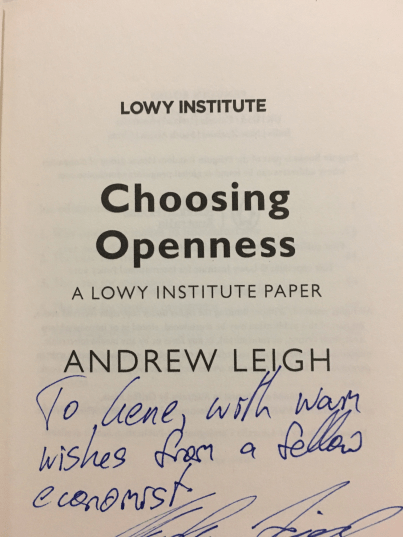 LOWY INSTITUTE
Choosing
Openness
A LOWY INSTITUTE PAPER
ANDREW LEIGH
To Gene, with warm
wishes from a fellow
economist